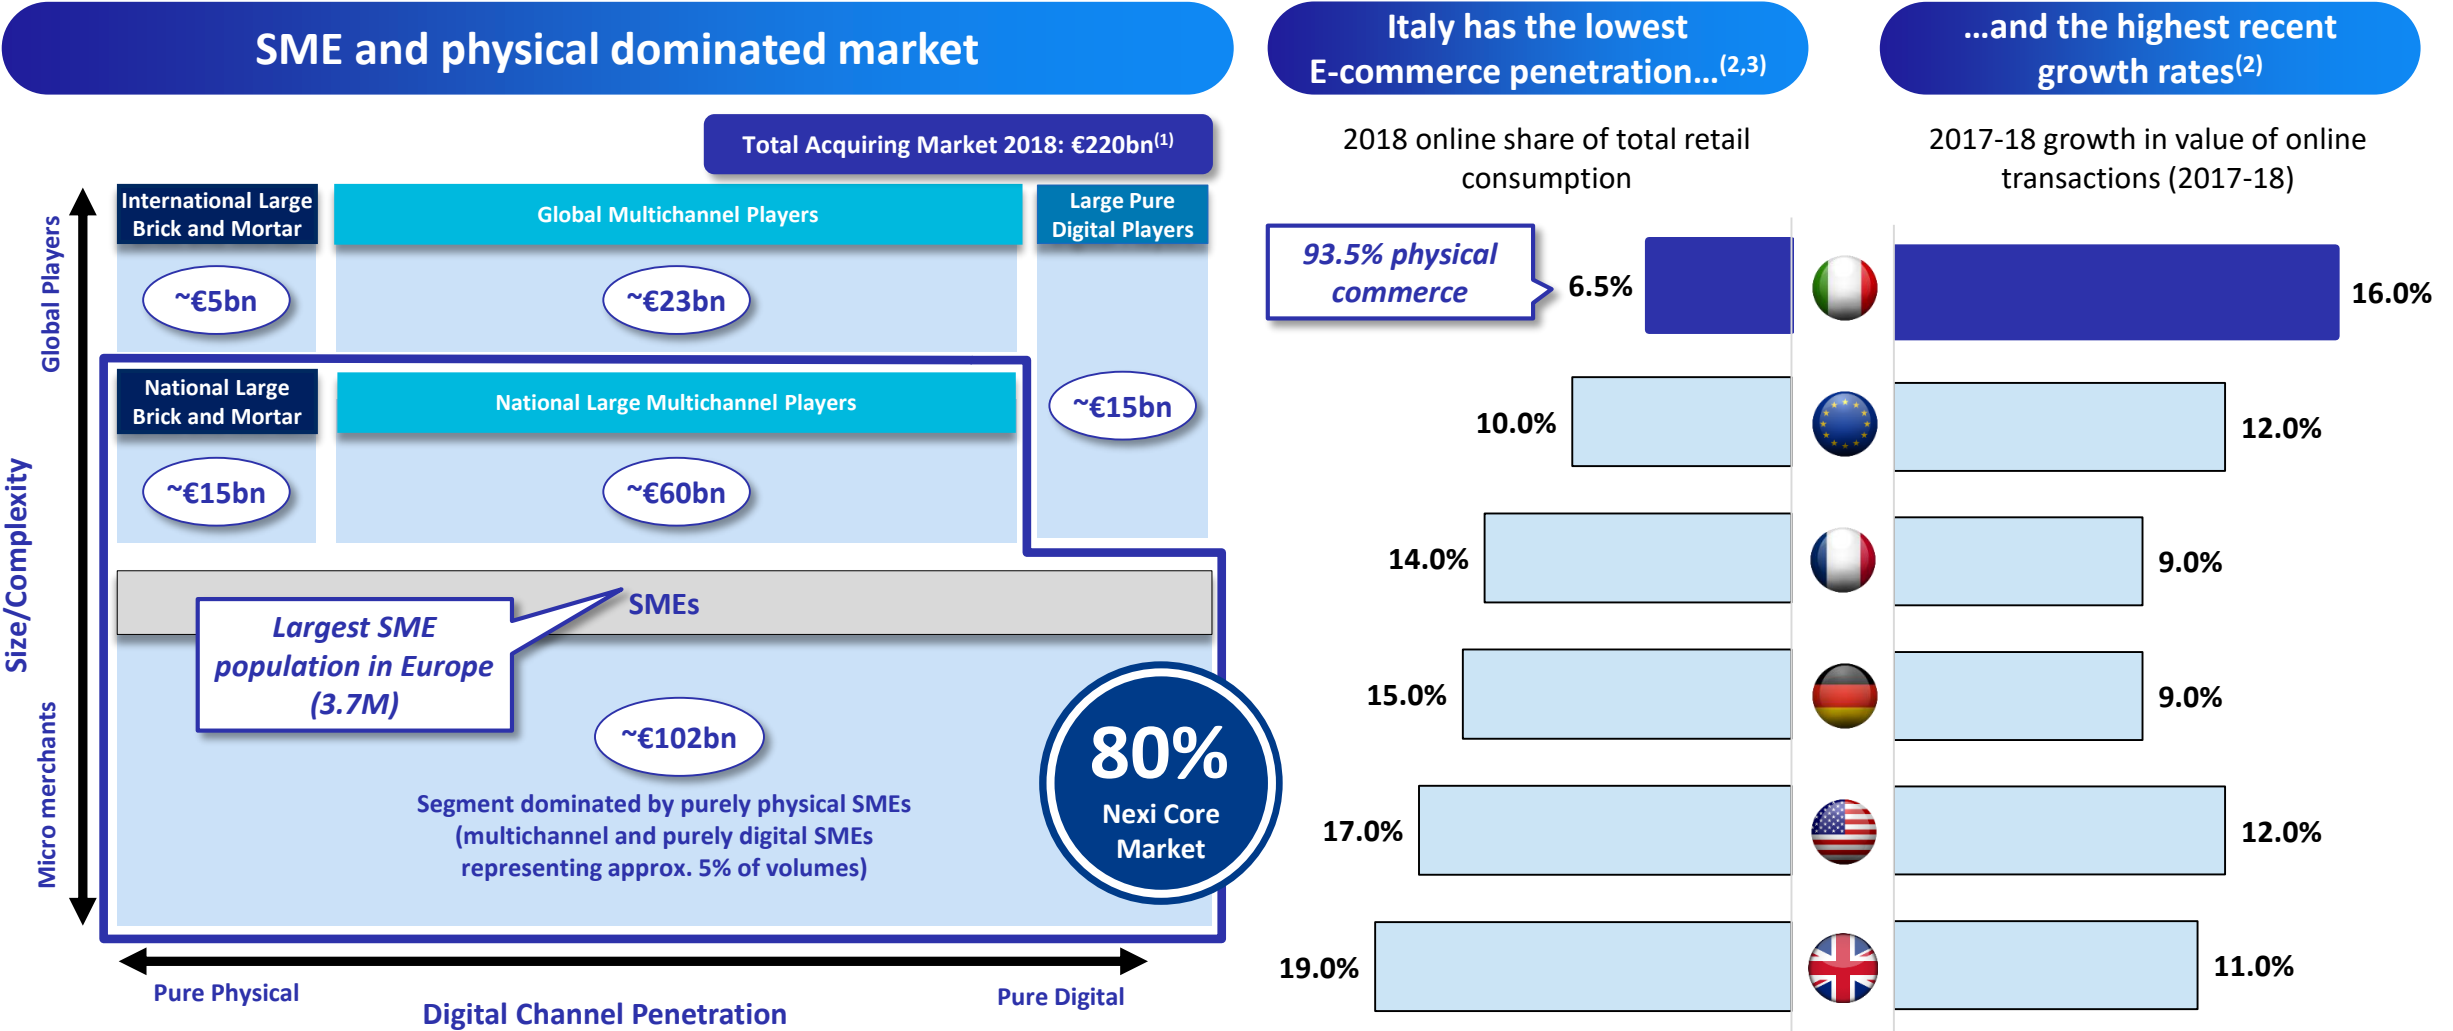 SME and physical dominated market
Total Acquiring Market 2018: €220bn(1)
Global Players
Size/Complexity
Micro merchants
International Large
Brick and Mortar
Global Multichannel Players
Large Pure
Digital Players
~€5bn
~€23bn
~€15bn
National Large
Brick and Mortar
National Large Multichannel Players
~€15bn
~€60bn
SMEs
Largest SME
population in Europe
(3.7M)
~€102bn
Segment dominated by purely physical SMEs
(multichannel and purely digital SMEs
representing approx. 5% of volumes)
80%
Nexi Core
Market
Pure Physical
Digital Channel Penetration
Pure Digital
Italy has the lowest
E-commerce penetration...(2,3)
2018 online share of total retail
consumption
93.5% physical
commerce
6.5%
10.0%
14.0%
15.0%
17.0%
19.0%
...and the highest recent
growth rates(2)
2017-18 growth in value of online
transactions (2017-18)
16.0%
12.0%
9.0%
9.0%
12.0%
11.0%